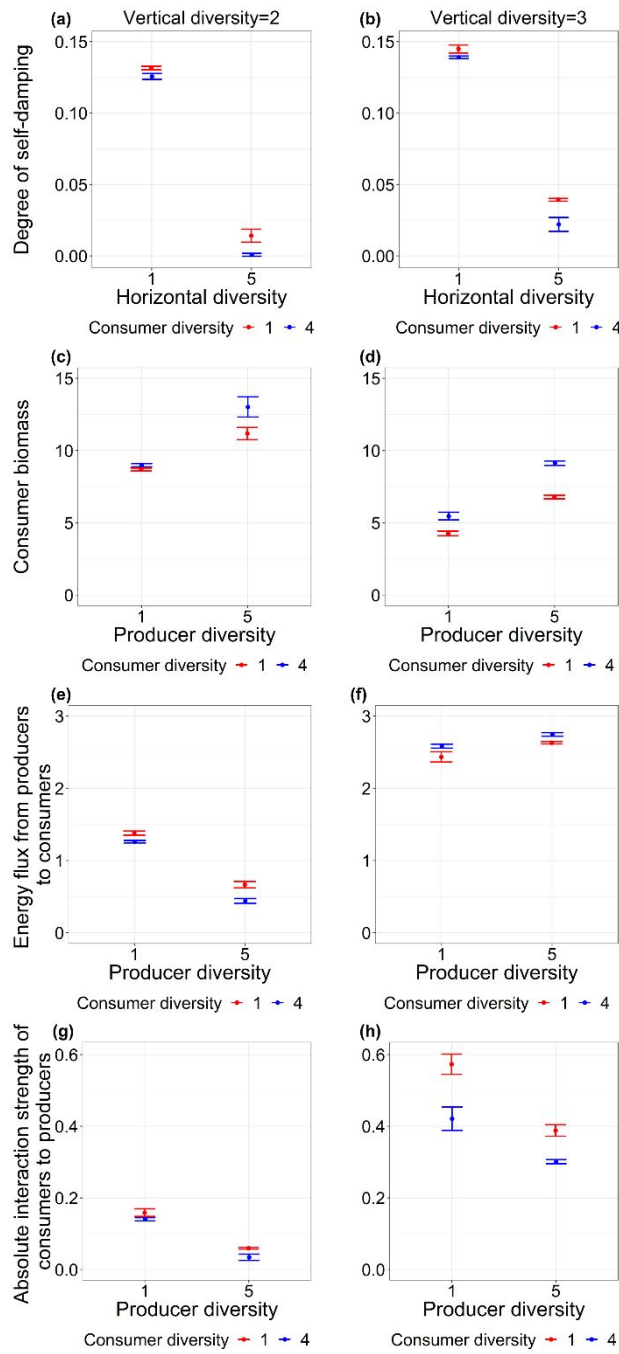 (a) Vertical diversity=2
(b) Vertical diversity=3
Degree of self-damping
0.15
0.10
0.05
0.00
1 5
Horizontal diversity
Consumer diversity 1 4
0.15
0.10
0.05
0.00
1 5
Horizontal diversity
Consumer diversity 1 4
(c)
Consumer biomass
15
10
5
0
1 5
Producer diversity
Consumer diversity 1 4
(d)
15
10
5
0
1 5
Producer diversity
Consumer diversity 1 4
(e)
Energy flux from producers
to consumers
3
2
1
0
1 5
Producer diversity
Consumer diversity 1 4
(f)
3
2
1
0
1 5
Producer diversity
Consumer diversity 1 4
(g)
Absolute interaction strength of
consumers to producers
0.6
0.4
0.2
0.0
1 5
Producer diversity
Consumer diversity 1 4
(h)
0.6
0.4
0.2
0.0
1 5
Producer diversity
Consumer diversity 1 4